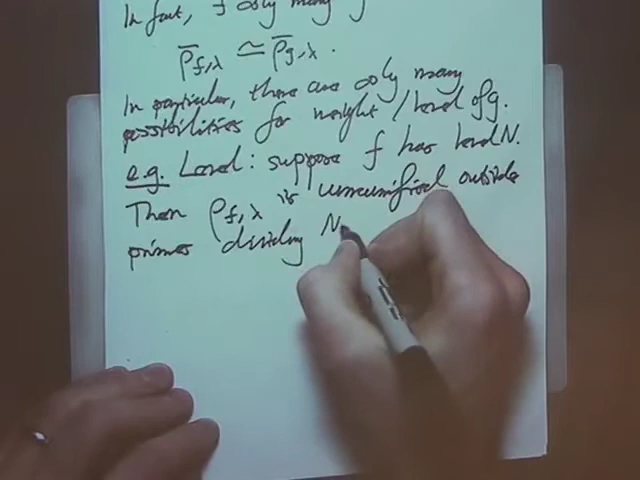 In fact, f only many g
ρ̄_{f,λ} ≃ ρ̄_{g,λ}.
In particular, there are only many
possibilities for weight / level of g.
e.g. Level: suppose f has level N.
Then ρ_{f,λ} is unramified outside
primes dividing N